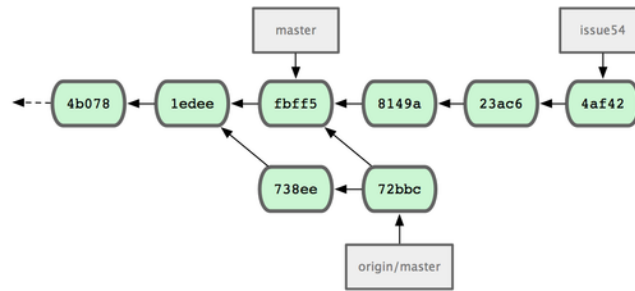 master
issue54
4b078
1edee
fbff5
8149a
23ac6
4af42
738ee
72bbc
origin/master